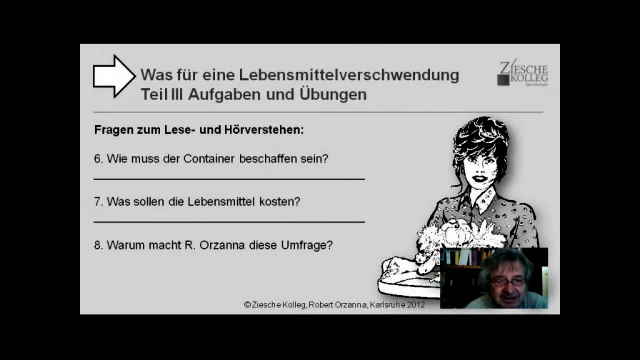 Was für eine Lebensmittelverschwendung
Teil III Aufgaben und Übungen
ZIESCHE
KOLLEG
Fragen zum Lese- und Hörverstehen:
6. Wie muss der Container beschaffen sein?
7. Was sollen die Lebensmittel kosten?
8. Warum macht R. Orzanna diese Umfrage?
© Ziesche Kolleg, Robert Orzanna, Karlsruhe 2012